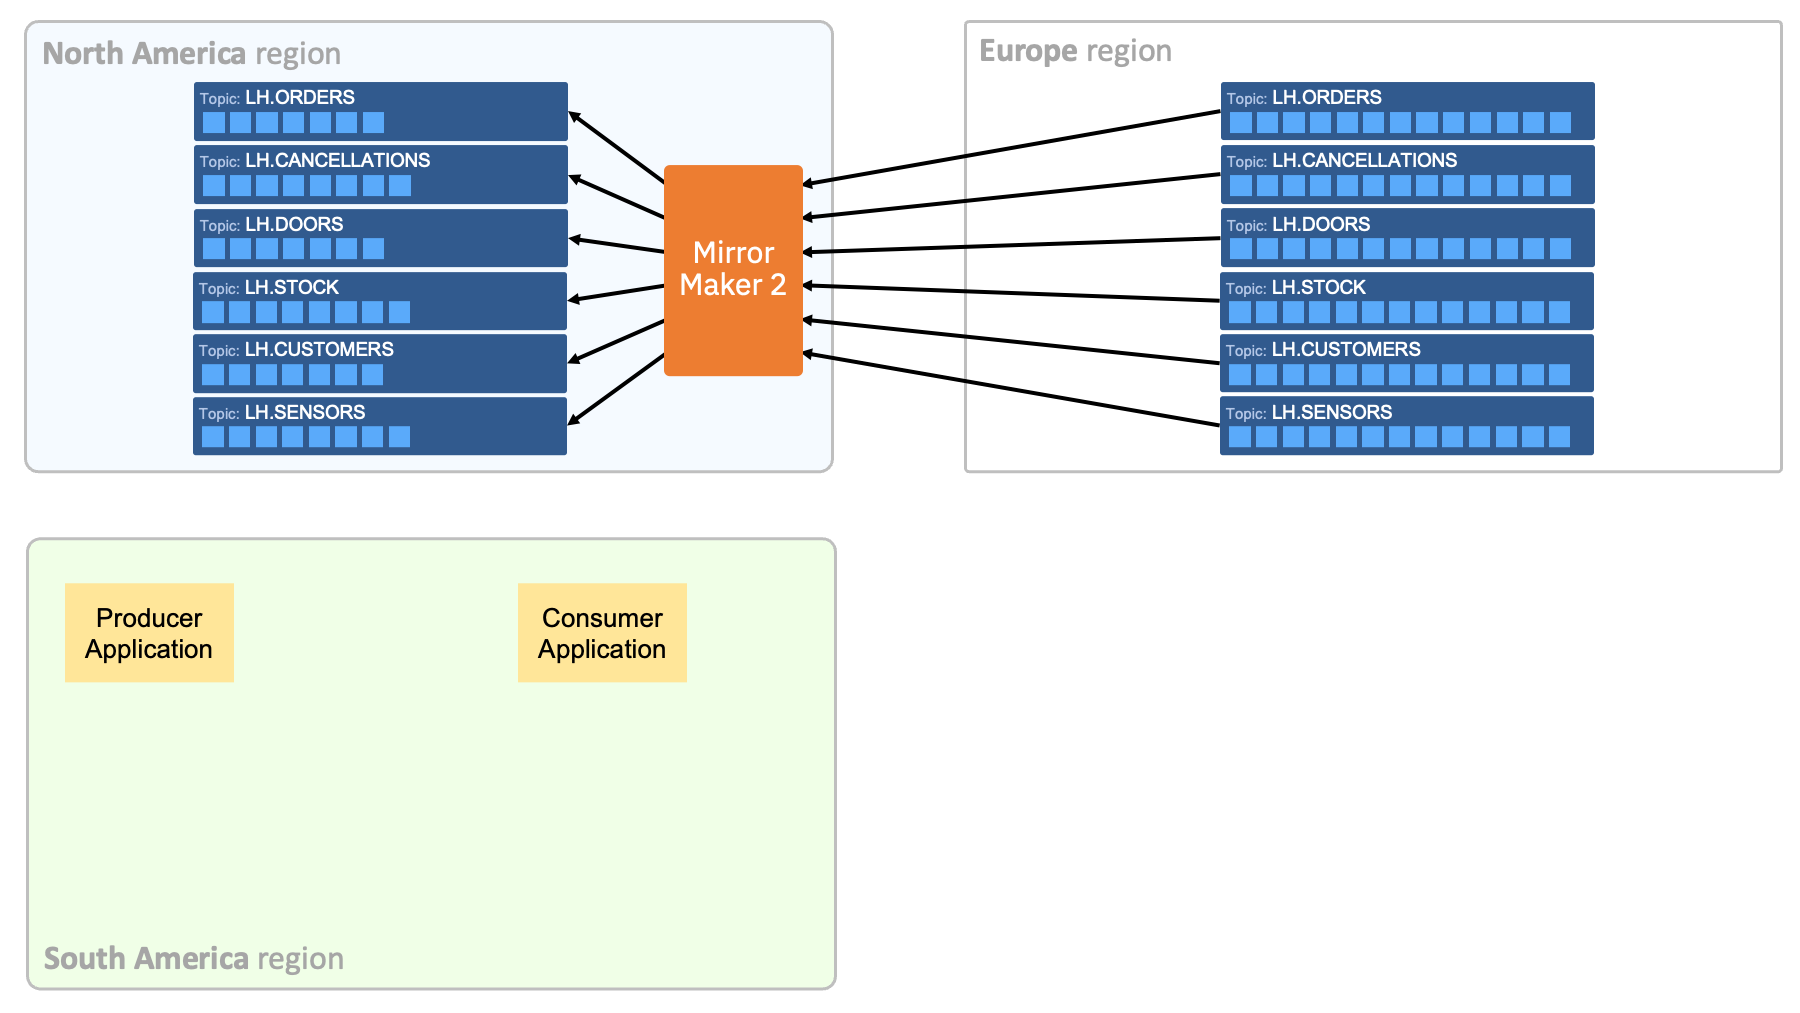 North America region
Topic: LH.ORDERS
Topic: LH.CANCELLATIONS
Topic: LH.DOORS
Topic: LH.STOCK
Topic: LH.CUSTOMERS
Topic: LH.SENSORS
Mirror
Maker 2
Europe region
Topic: LH.ORDERS
Topic: LH.CANCELLATIONS
Topic: LH.DOORS
Topic: LH.STOCK
Topic: LH.CUSTOMERS
Topic: LH.SENSORS
Producer
Application
Consumer
Application
South America region